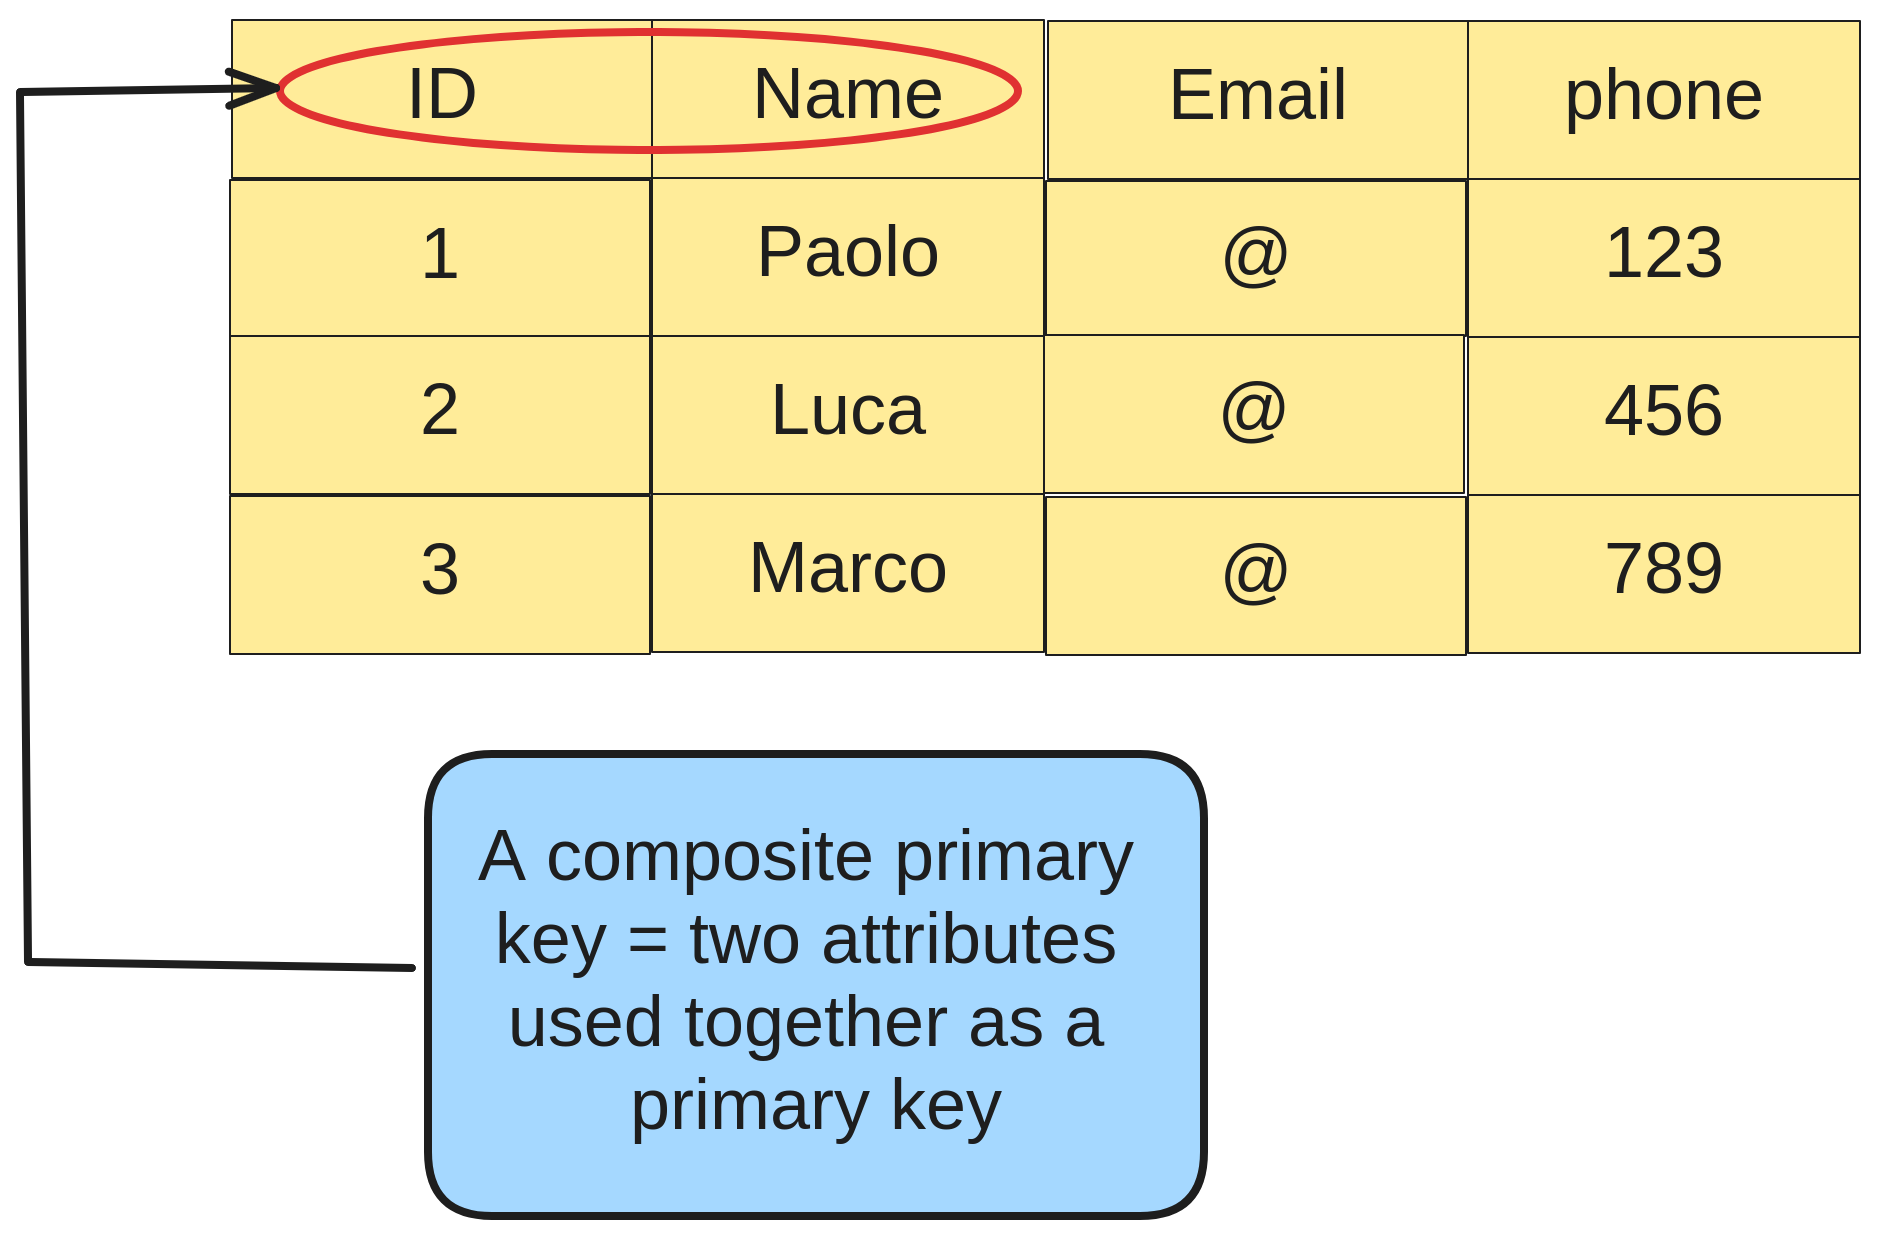 ID Name Email phone
1 Paolo @ 123
2 Luca @ 456
3 Marco @ 789
A composite primary
key = two attributes
used together as a
primary key